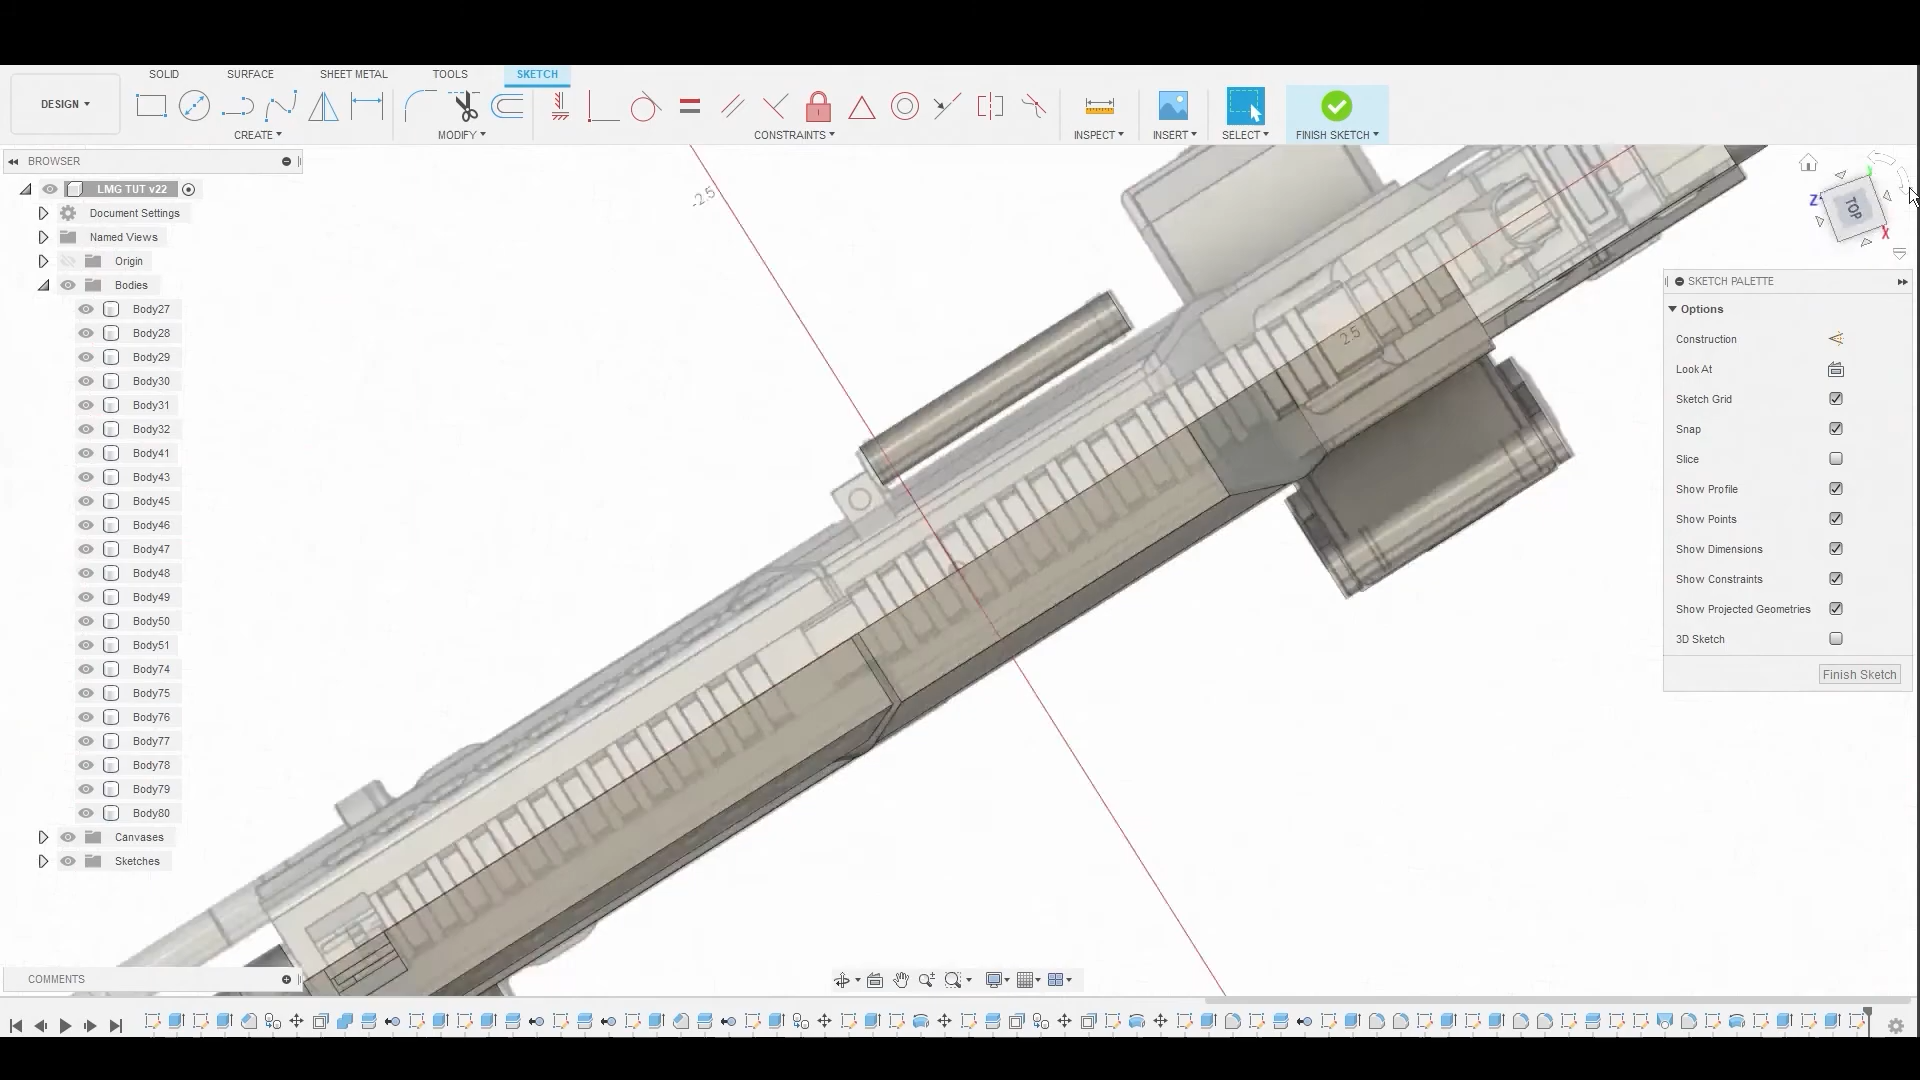 SOLID SURFACE SHEET METAL TOOLS SKETCH
DESIGN
CREATE MODIFY CONSTRAINTS INSPECT INSERT SELECT FINISH SKETCH
BROWSER
LMG TUT v22
Document Settings
Named Views
Origin
Bodies
Body27
Body28
Body29
Body30
Body31
Body32
Body41
Body43
Body45
Body46
Body47
Body48
Body49
Body50
Body51
Body74
Body75
Body76
Body77
Body78
Body79
Body80
Canvases
Sketches
COMMENTS
-2.5
2.5
TOP
Z
X
SKETCH PALETTE
Options
Construction
Look At
Sketch Grid
Snap
Slice
Show Profile
Show Points
Show Dimensions
Show Constraints
Show Projected Geometries
3D Sketch
Finish Sketch